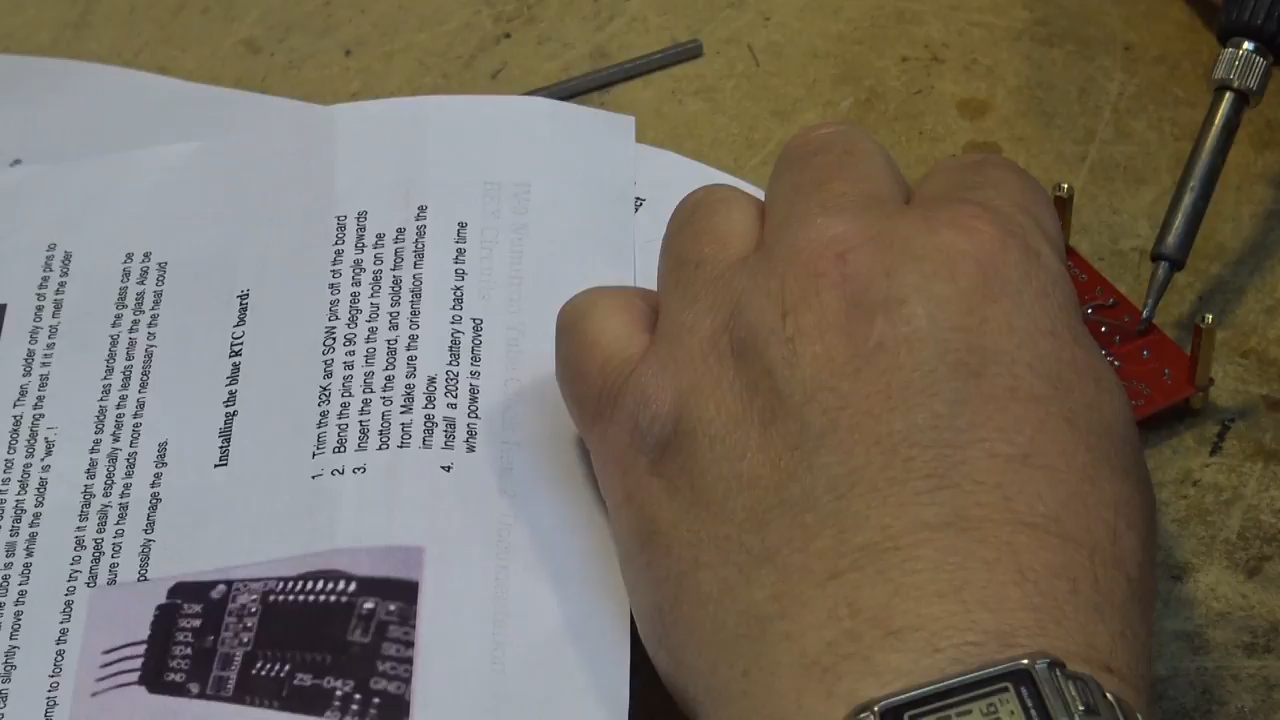 sure it is not crooked. Then, solder only one of the pins to
the tube is still straight before soldering the rest. If it is not, melt the solder
can slightly move the tube while the solder is "wet". !
empt to force the tube to try to get it straight after the solder has hardened, the glass can be
damaged easily, especially where the leads enter the glass. Also be
sure not to heat the leads more than necessary or the heat could
possibly damage the glass.
Installing the blue RTC board:
1. Trim the 32K and SQW pins off of the board
2. Bend the pins at a 90 degree angle upwards
3. Insert the pins into the four holes on the
bottom of the board, and solder from the
front. Make sure the orientation matches the
image below.
4. Install a 2032 battery to back up the time
when power is removed
POWER
32K
SQW
SCL
SDA
VCC
GND
ZS-042
VCC
GND